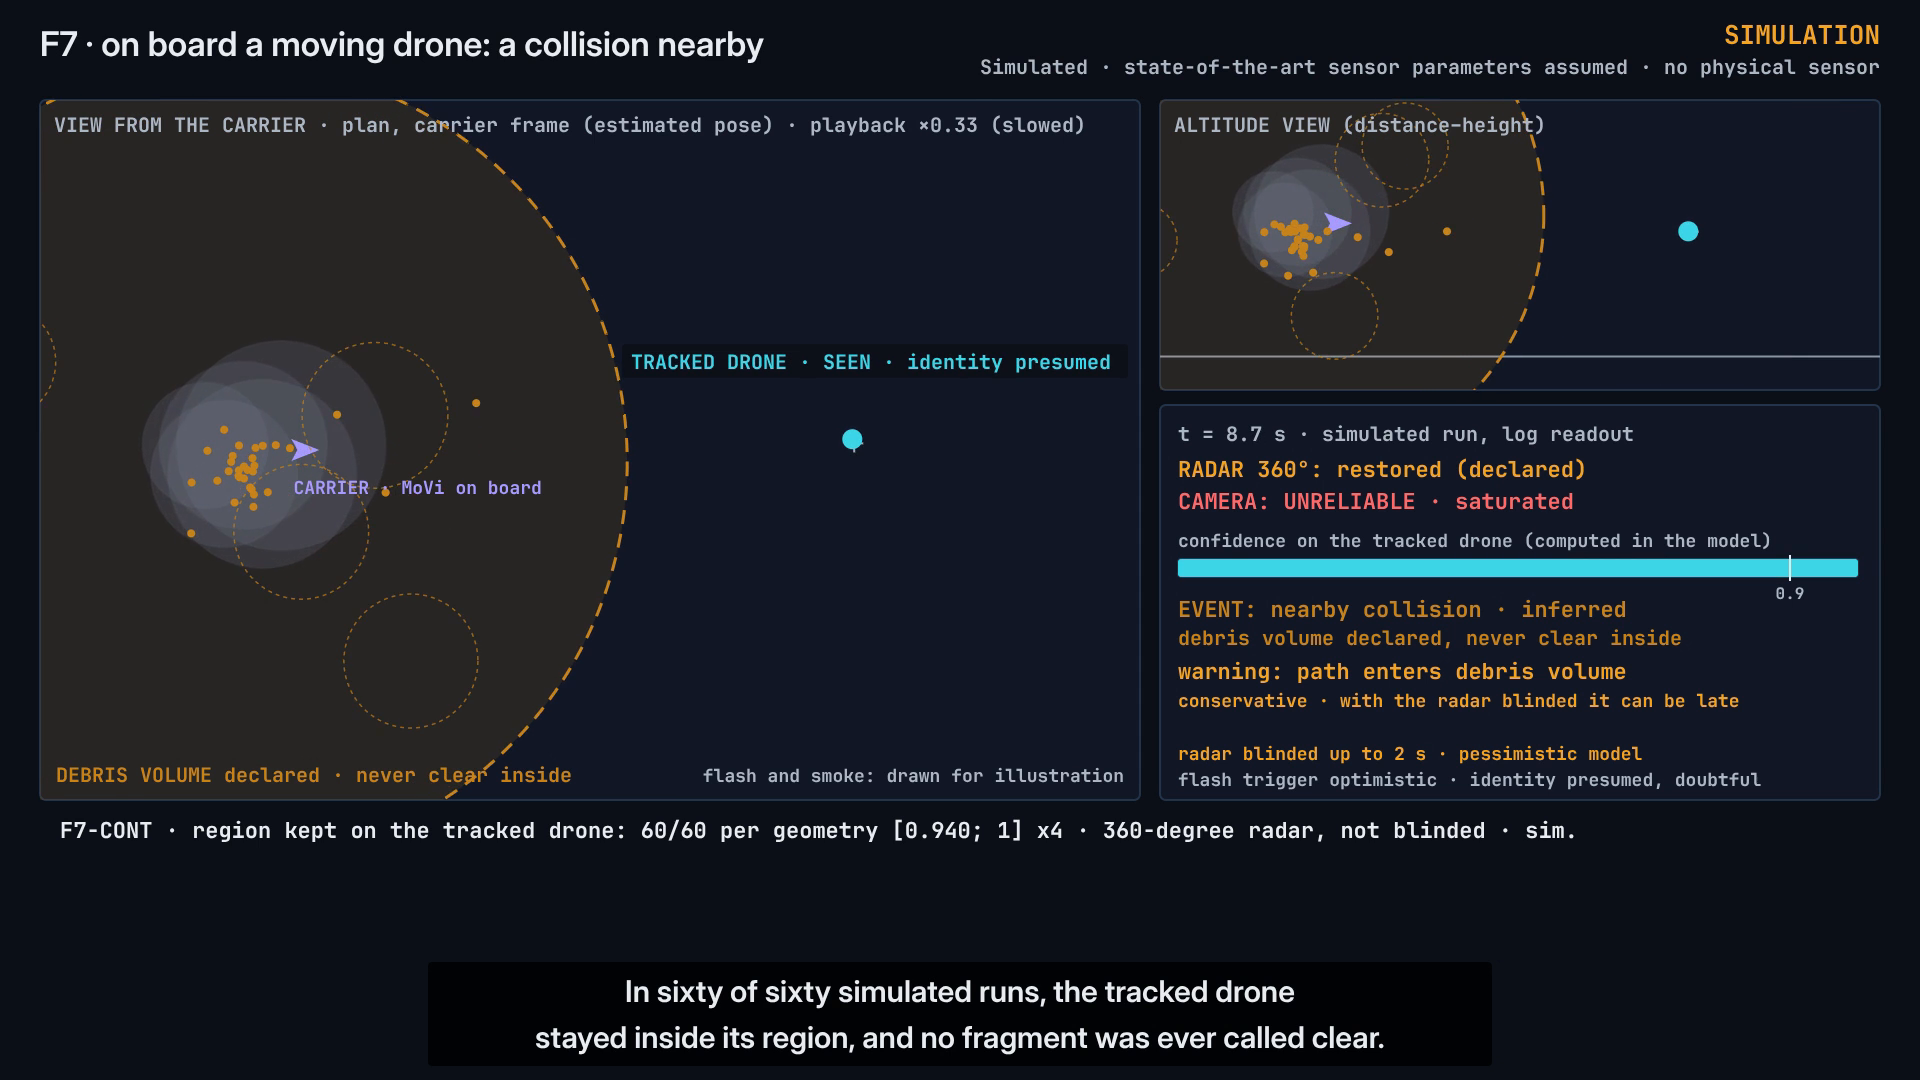 F7 · on board a moving drone: a collision nearby
SIMULATION
Simulated · state-of-the-art sensor parameters assumed · no physical sensor
VIEW FROM THE CARRIER · plan, carrier frame (estimated pose) · playback ×0.33 (slowed)
TRACKED DRONE · SEEN · identity presumed
CARRIER · MoVi on board
DEBRIS VOLUME declared · never clear inside
flash and smoke: drawn for illustration
ALTITUDE VIEW (distance–height)
t = 8.7 s · simulated run, log readout
RADAR 360°: restored (declared)
CAMERA: UNRELIABLE · saturated
confidence on the tracked drone (computed in the model)
0.9
EVENT: nearby collision · inferred
debris volume declared, never clear inside
warning: path enters debris volume
conservative · with the radar blinded it can be late
radar blinded up to 2 s · pessimistic model
flash trigger optimistic · identity presumed, doubtful
F7-CONT · region kept on the tracked drone: 60/60 per geometry [0.940; 1] x4 · 360-degree radar, not blinded · sim.
In sixty of sixty simulated runs, the tracked drone
stayed inside its region, and no fragment was ever called clear.